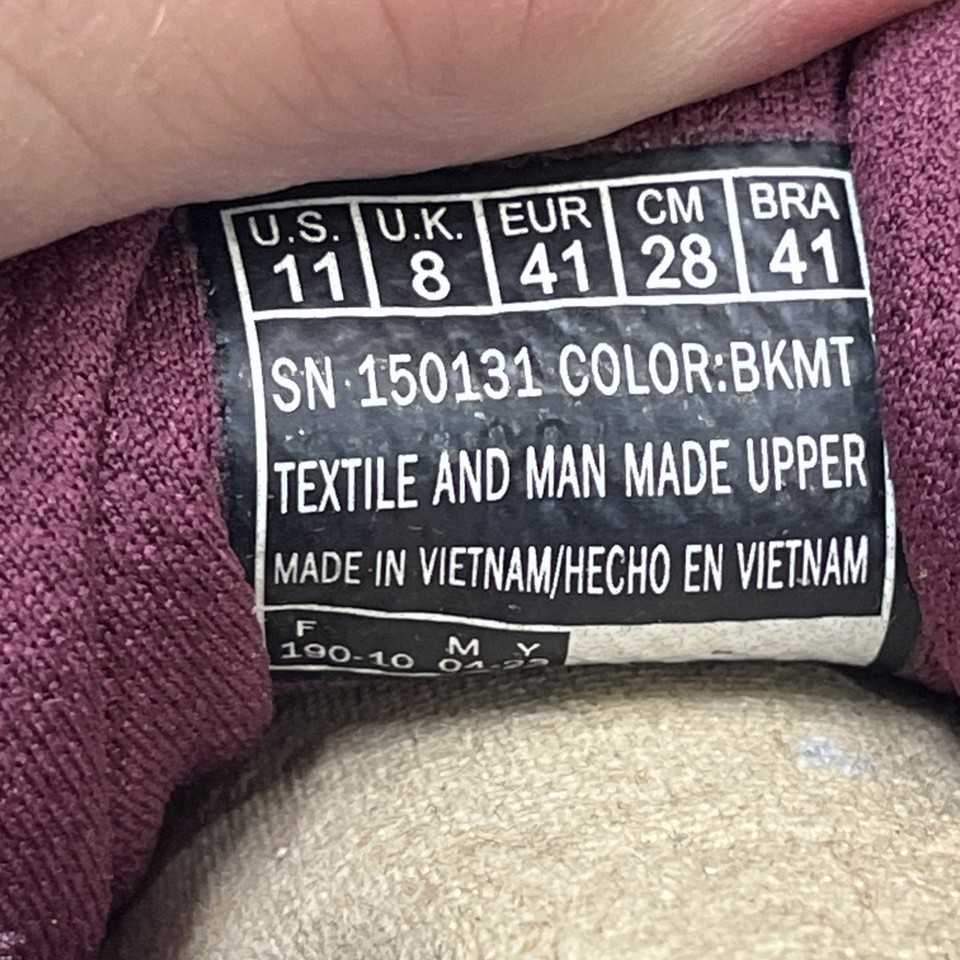 U.S. U.K. EUR CM BRA
11 8 41 28 41
SN 150131 COLOR:BKMT
TEXTILE AND MAN MADE UPPER
MADE IN VIETNAM/HECHO EN VIETNAM
F M Y
190-10